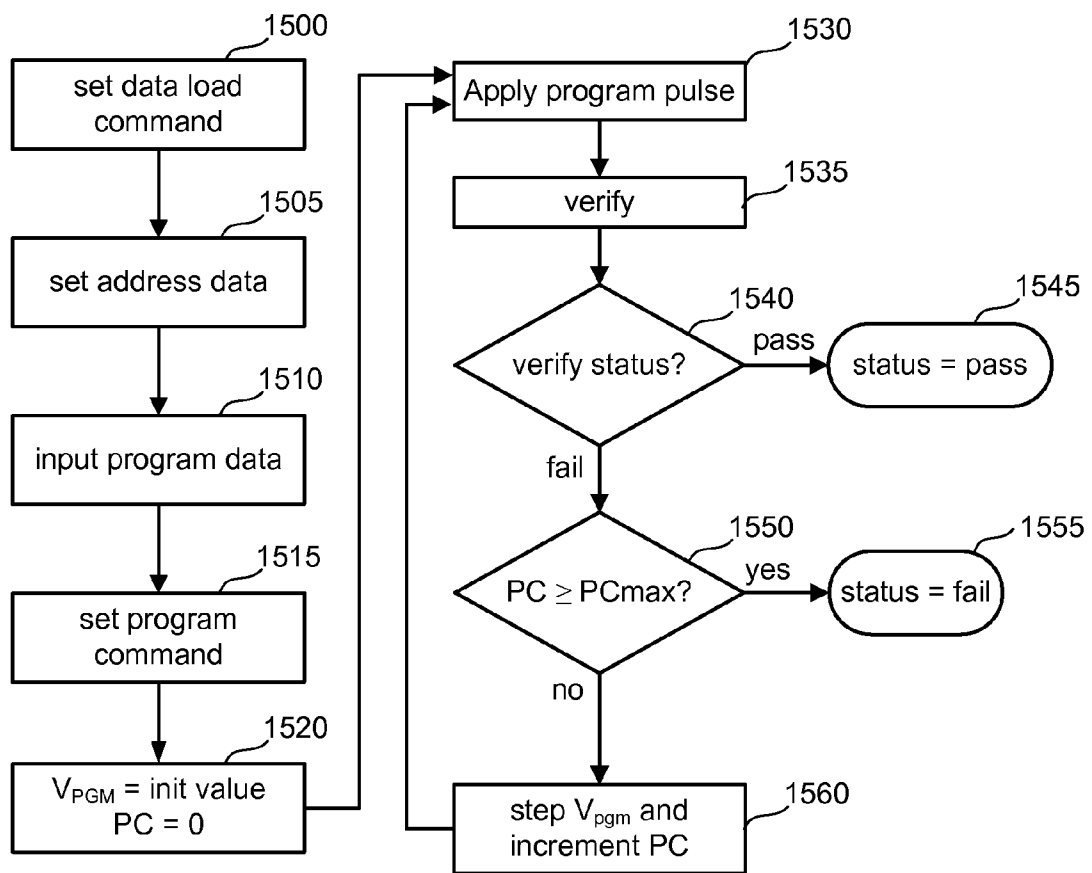 1500
set data load
command
1505
set address data
1510
input program data
1515
set program
command
1520
V_PGM = init value
PC = 0
1530
Apply program pulse
1535
verify
1540
verify status?
pass
1545
status = pass
fail
1550
PC ≥ PCmax?
yes
1555
status = fail
no
1560
step V_pgm and
increment PC